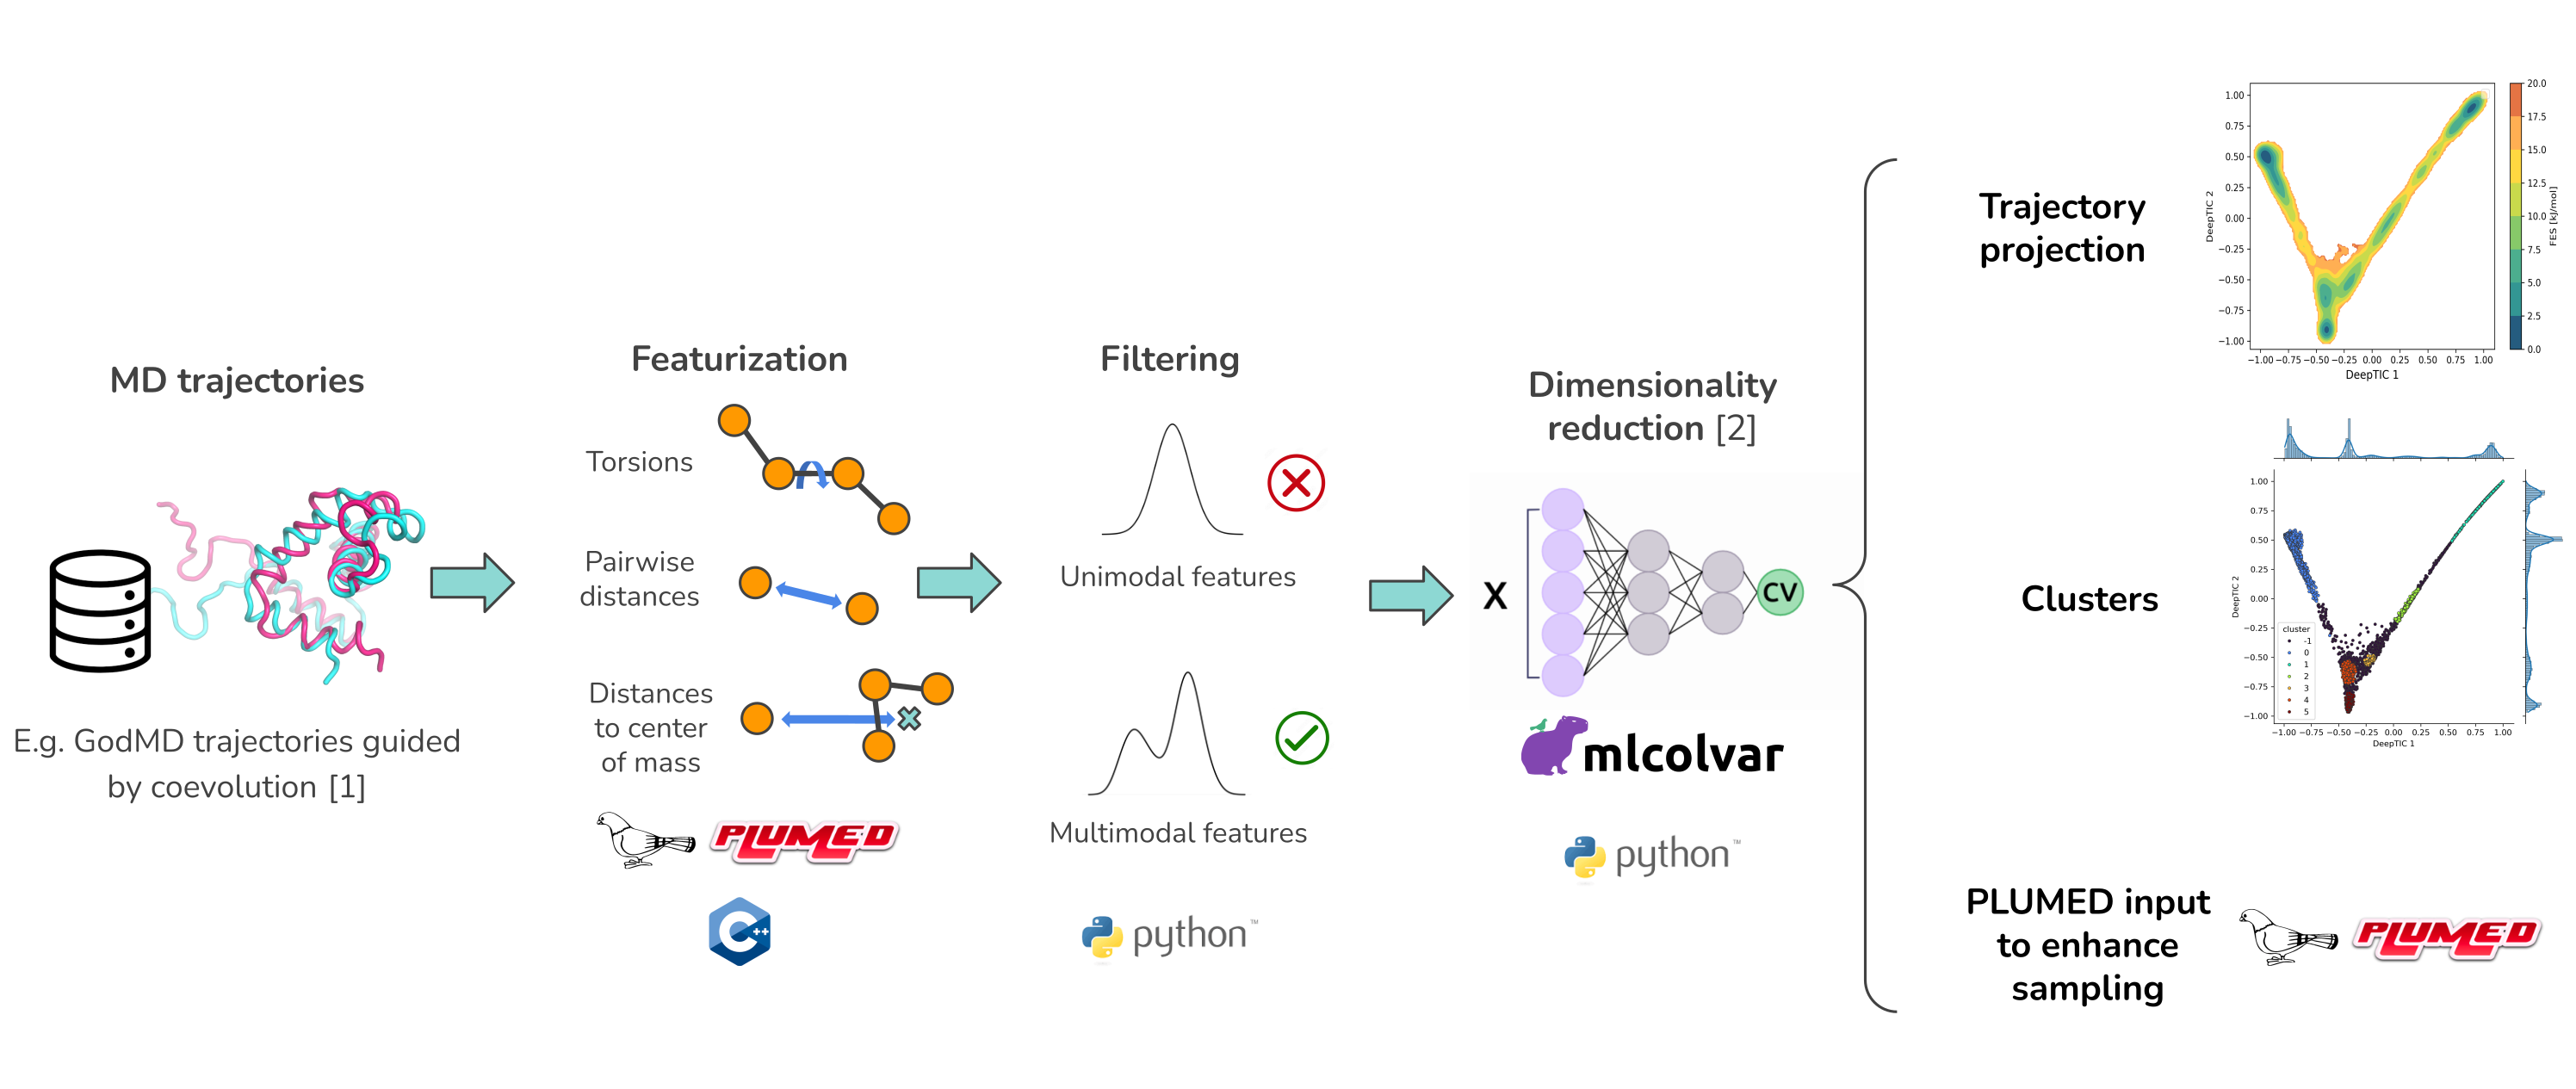 MD trajectories
E.g. GodMD trajectories guided
by coevolution [1]
Featurization
Torsions
Pairwise
distances
Distances
to center
of mass
PLUMED
C++
Filtering
Unimodal features
Multimodal features
python™
Dimensionality
reduction [2]
X
CV
mlcolvar
python™
Trajectory
projection
DeepTIC 2
1.00
0.75
0.50
0.25
0.00
−0.25
−0.50
−0.75
−1.00
−1.00 −0.75 −0.50 −0.25 0.00 0.25 0.50 0.75 1.00
DeepTIC 1
20.0
17.5
15.0
12.5
10.0
7.5
5.0
2.5
0.0
FES [kJ/mol]
Clusters
DeepTIC 2
1.00
0.75
0.50
0.25
0.00
−0.25
−0.50
−0.75
−1.00
cluster
-1
0
1
2
3
4
5
−1.00 −0.75 −0.50 −0.25 0.00 0.25 0.50 0.75 1.00
DeepTIC 1
PLUMED input
to enhance
sampling
PLUMED